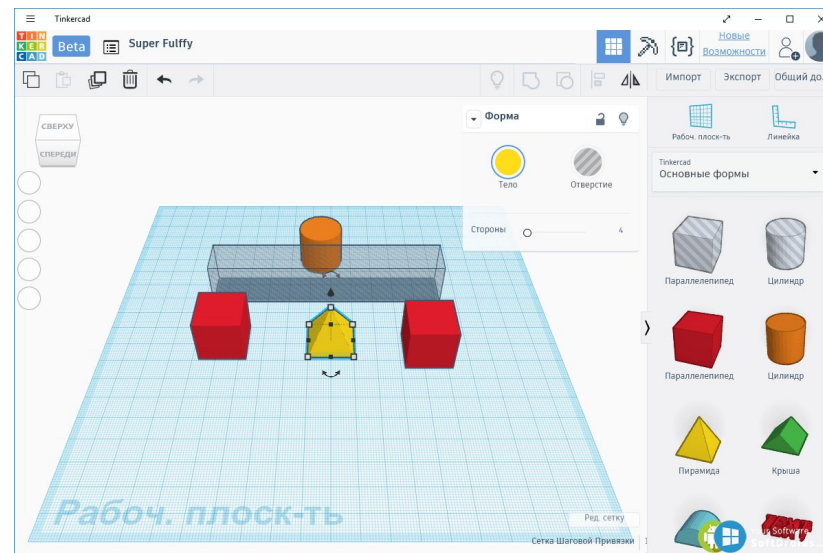 Tinkercad
TIN
KER
CAD
Beta
Super Fulffy
Новые
Возможности
Импорт
Экспорт
Общий до.
СВЕРХУ
СПЕРЕДИ
Форма
Тело
Отверстие
Стороны
4
Рабоч. плоск-ть
Линейка
Tinkercad
Основные формы
Параллелепипед
Цилиндр
Параллелепипед
Цилиндр
Пирамида
Крыша
Рабоч. плоск-ть
Ред. сетку
Сетка Шаговой Привязки